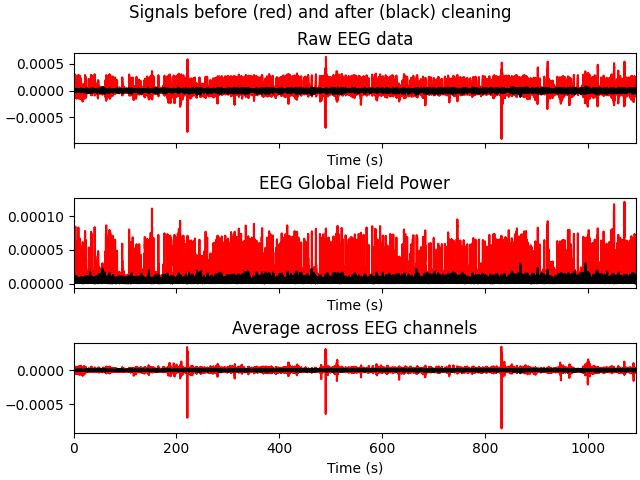 Signals before (red) and after (black) cleaning
Raw EEG data
0.0005
0.0000
−0.0005
Time (s)
EEG Global Field Power
0.00010
0.00005
0.00000
Time (s)
Average across EEG channels
0.0000
−0.0005
0 200 400 600 800 1000
Time (s)